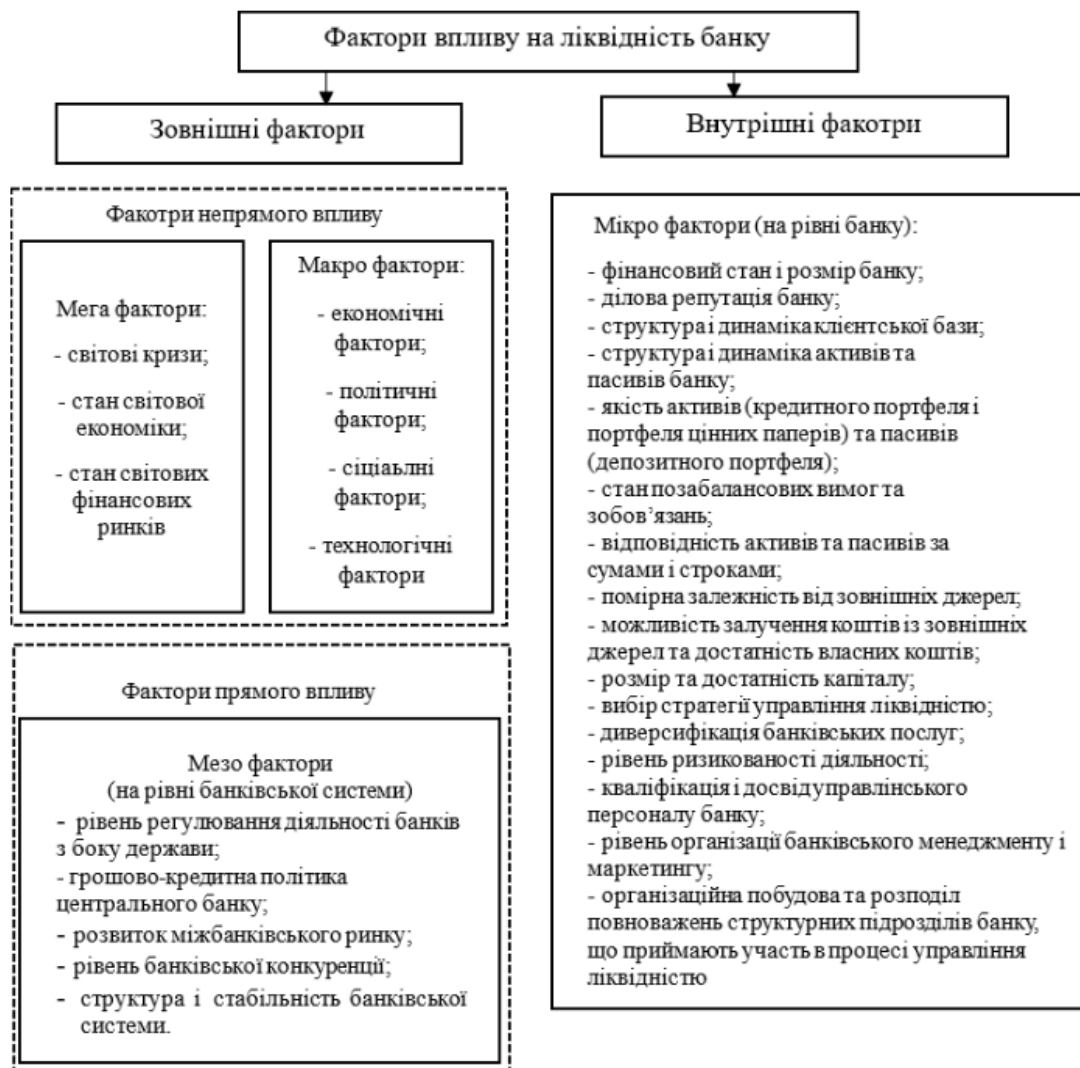 Фактори впливу на ліквідність банку
Зовнішні фактори
Внутрішні факотри
Факотри непрямого впливу
Мега фактори:
- світові кризи;
- стан світової
економіки;
- стан світових
фінансових
ринків
Макро фактори:
- економічні
фактори;
- політичні
фактори;
- сіціаьлні
фактори;
- технологічні
фактори
Фактори прямого впливу
Мезо фактори
(на рівні банківської системи)
- рівень регулювання діяльності банків
з боку держави;
- грошово-кредитна політика
центрального банку;
- розвиток міжбанківського ринку;
- рівень банківської конкуренції;
- структура і стабільність банківської
системи.
Мікро фактори (на рівні банку):
- фінансовий стан і розмір банку;
- ділова репутація банку;
- структура і динаміка клієнтської бази;
- структура і динаміка активів та
пасивів банку;
- якість активів (кредитного портфеля і
портфеля цінних паперів) та пасивів
(депозитного портфеля);
- стан позабалансових вимог та
зобов’язань;
- відповідність активів та пасивів за
сумами і строками;
- помірна залежність від зовнішніх джерел;
- можливість залучення коштів із зовнішніх
джерел та достатність власних коштів;
- розмір та достатність капіталу;
- вибір стратегії управління ліквідністю;
- диверсифікація банківських послуг;
- рівень ризикованості діяльності;
- кваліфікація і досвід управлінського
персоналу банку;
- рівень організації банківського менеджменту і
маркетингу;
- організаційна побудова та розподіл
повноважень структурних підрозділів банку,
що приймають участь в процесі управління
ліквідністю